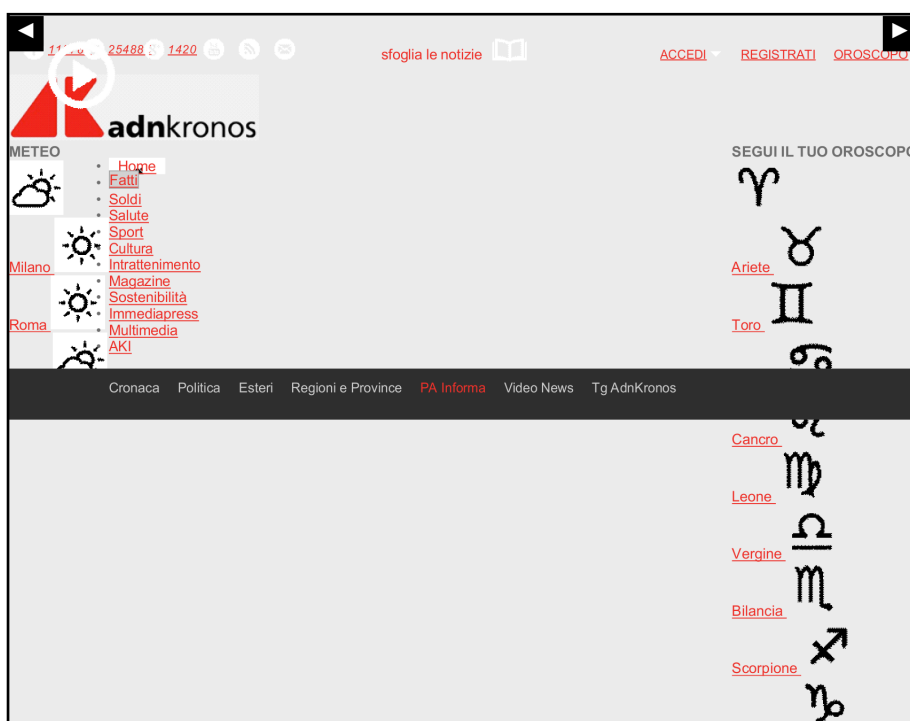 25488 1420
sfoglia le notizie
ACCEDI REGISTRATI OROSCOPO
adnkronos
METEO
SEGUI IL TUO OROSCOPO
Home
Fatti
Soldi
Salute
Sport
Cultura
Intrattenimento
Magazine
Sostenibilità
Immediapress
Multimedia
AKI
Milano
Roma
Cronaca Politica Esteri Regioni e Province PA Informa Video News Tg AdnKronos
Ariete
Toro
Cancro
Leone
Vergine
Bilancia
Scorpione